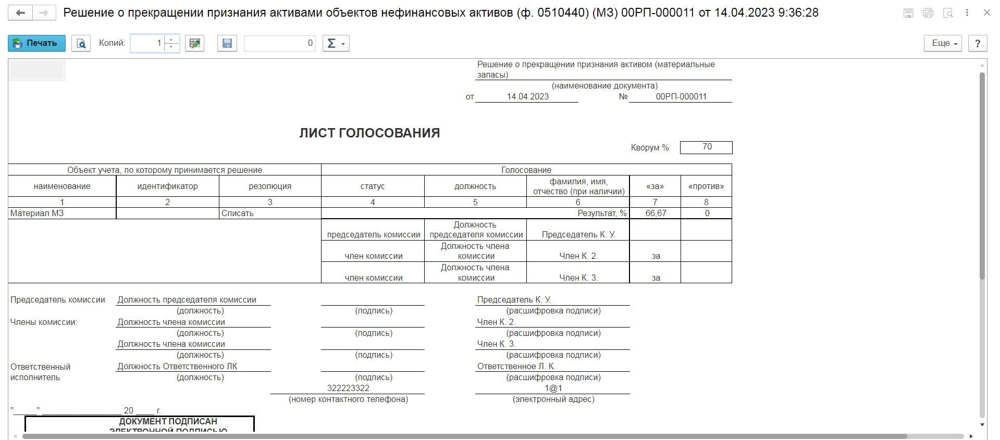 Решение о прекращении признания активами объектов нефинансовых активов (ф. 0510440) (МЗ) 00РП-000011 от 14.04.2023 9:36:28
Печать Копий: 1 0 Σ Еще ?
Решение о прекращении признания активом (материальные
запасы)
(наименование документа)
от 14.04.2023 № 00РП-000011
ЛИСТ ГОЛОСОВАНИЯ
Кворум % 70
Объект учета, по которому принимается решение Голосование
наименование идентификатор резолюция статус должность фамилия, имя, отчество (при наличии) «за» «против»
1 2 3 4 5 6 7 8
Материал МЗ Списать Результат, % 66,67 0
председатель комиссии Должность председателя комиссии Председатель К. У.
член комиссии Должность члена комиссии Член К. 2. за
член комиссии Должность члена комиссии Член К. 3. за
Председатель комиссии Должность председателя комиссии Председатель К. У.
(должность) (подпись) (расшифровка подписи)
Члены комиссии: Должность члена комиссии Член К. 2.
(должность) (подпись) (расшифровка подписи)
Должность члена комиссии Член К. 3.
(должность) (подпись) (расшифровка подписи)
Ответственный исполнитель Должность Ответственного ЛК Ответственное Л. К.
(должность) (подпись) (расшифровка подписи)
322223322 1@1
(номер контактного телефона) (электронный адрес)
"_____" _________________ 20 ____ г.
ДОКУМЕНТ ПОДПИСАН
ЭЛЕКТРОННОЙ ПОДПИСЬЮ